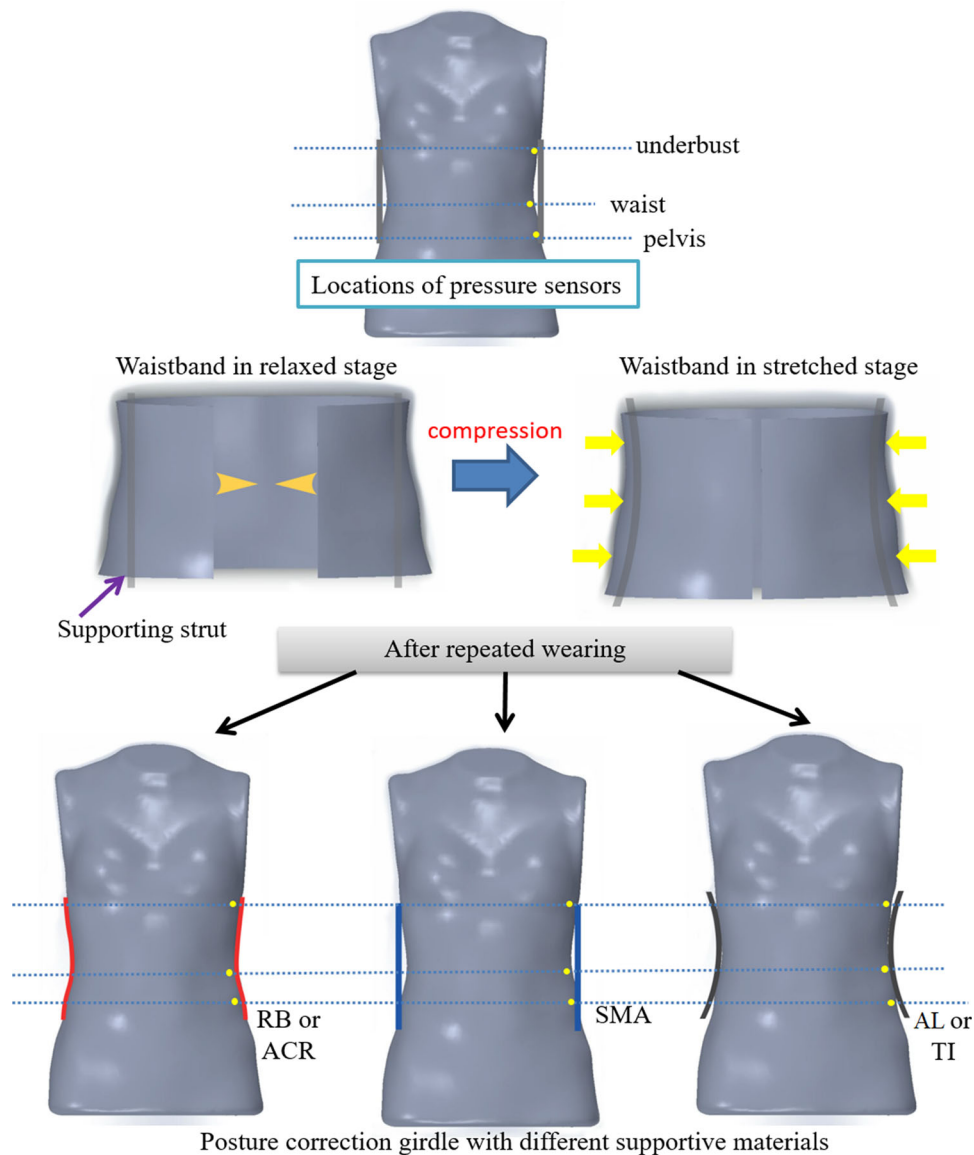 underbust
waist
pelvis
Locations of pressure sensors
Waistband in relaxed stage
Waistband in stretched stage
compression
Supporting strut
After repeated wearing
RB or
ACR
SMA
AL or
TI
Posture correction girdle with different supportive materials